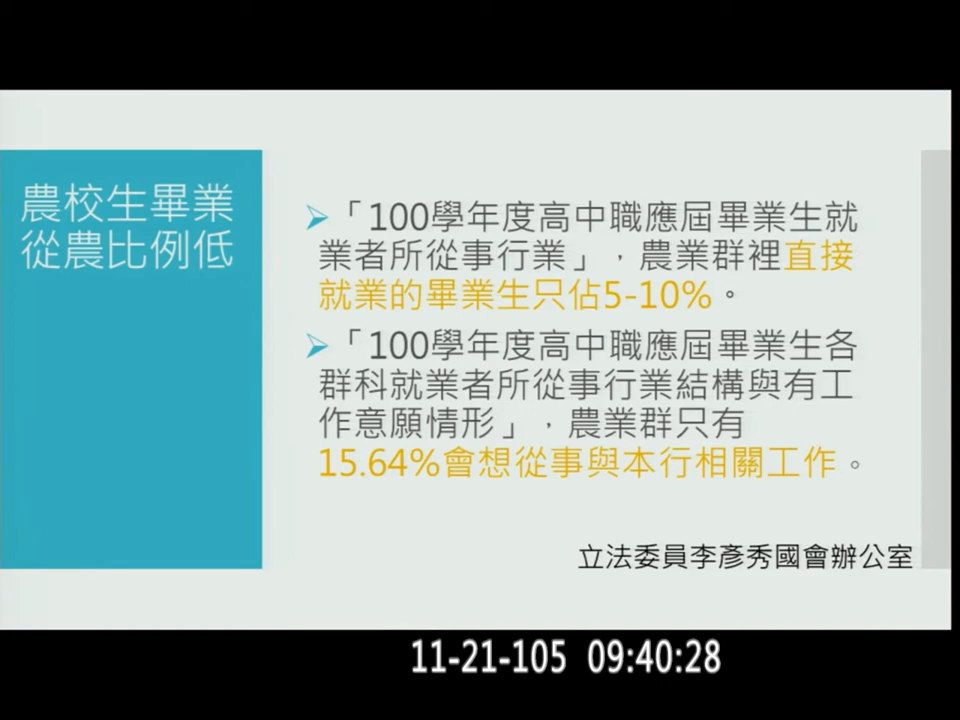 農校生畢業
從農比例低
「100學年度高中職應屆畢業生就
業者所從事行業」，農業群裡直接
就業的畢業生只佔5-10%。
「100學年度高中職應屆畢業生各
群科就業者所從事行業結構與有工
作意願情形」，農業群只有
15.64%會想從事與本行相關工作。
立法委員李彥秀國會辦公室
11-21-105 09:40:28